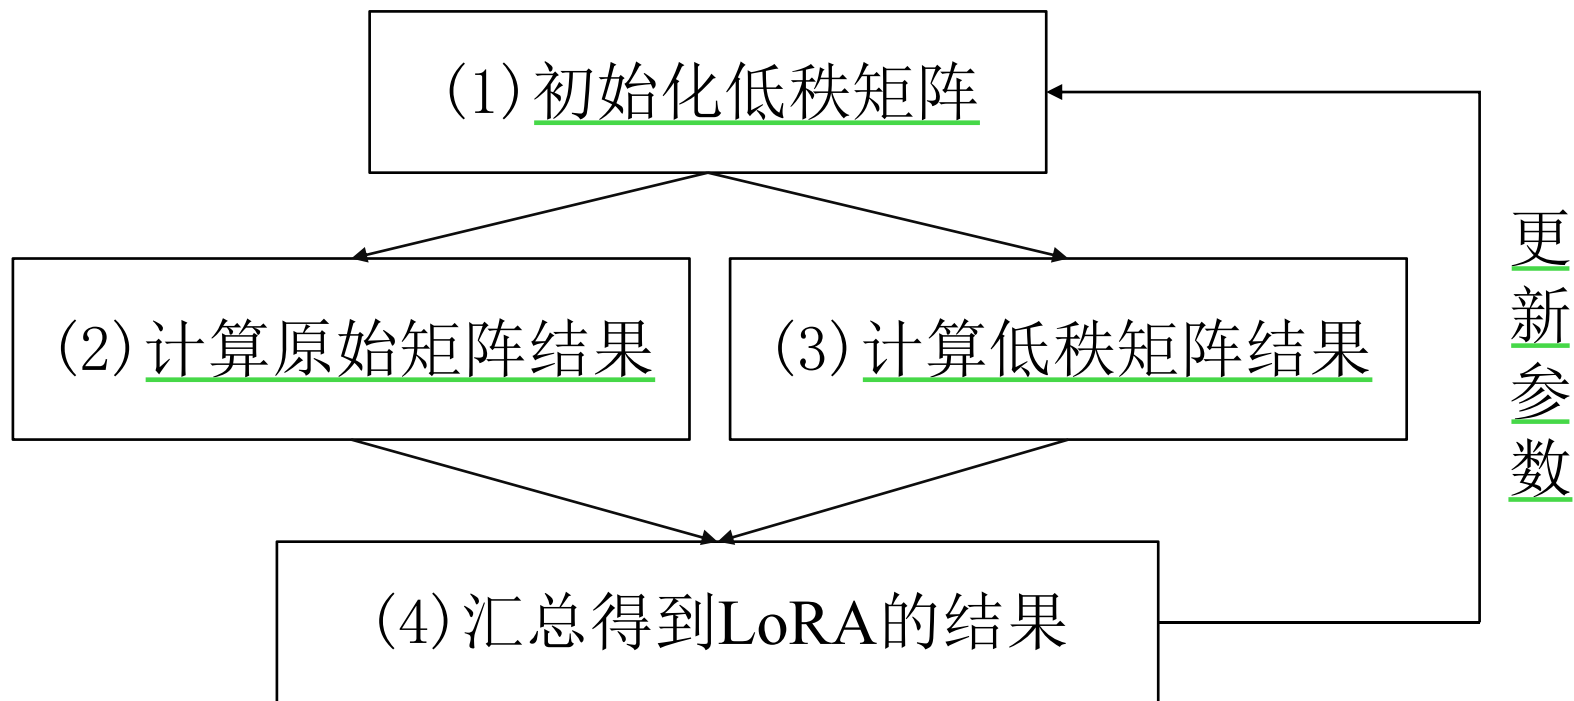 (1)初始化低秩矩阵
(2)计算原始矩阵结果
(3)计算低秩矩阵结果
更新参数
(4)汇总得到LoRA的结果